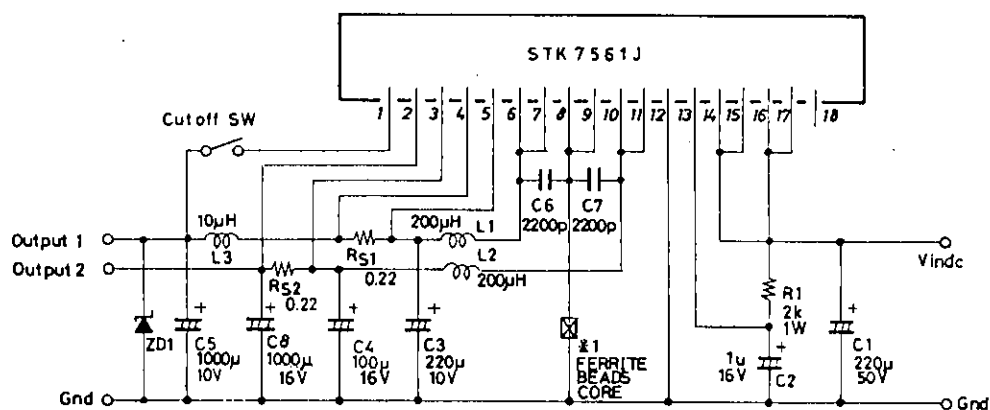 STK7561J
1 2 3 4 5 6 7 8 9 10 11 12 13 14 15 16 17 18
Cutoff SW
C6
2200p
C7
2200p
10μH
L3
200μH
L1
L2
200μH
Output 1
Output 2
RS1
0.22
RS2
0.22
Vindc
R1
2k
1W
ZD1
+
C5
1000μ
10V
+
C8
1000μ
16V
+
C4
100μ
16V
+
C3
220μ
10V
※1
FERRITE
BEADS
CORE
1μ
16V
+
C2
+
C1
220μ
50V
Gnd
Gnd